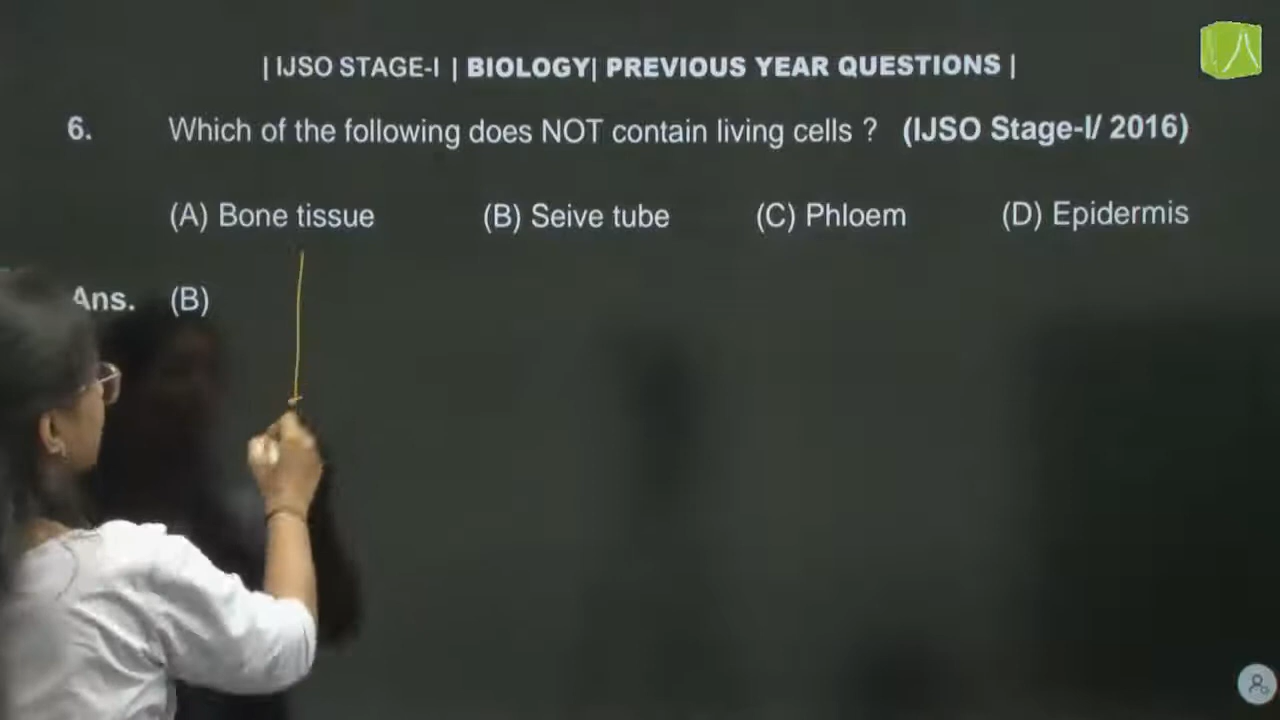 | IJSO STAGE-I | BIOLOGY| PREVIOUS YEAR QUESTIONS |
6. Which of the following does NOT contain living cells ? (IJSO Stage-I/ 2016)
(A) Bone tissue (B) Seive tube (C) Phloem (D) Epidermis
Ans. (B)